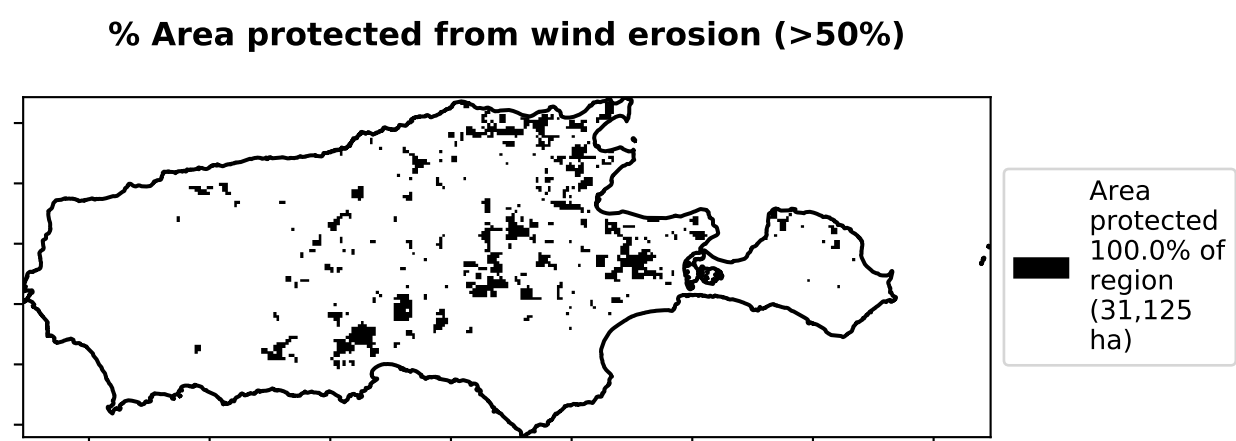 % Area protected from wind erosion (>50%)
Area
protected
100.0% of
region
(31,125
ha)